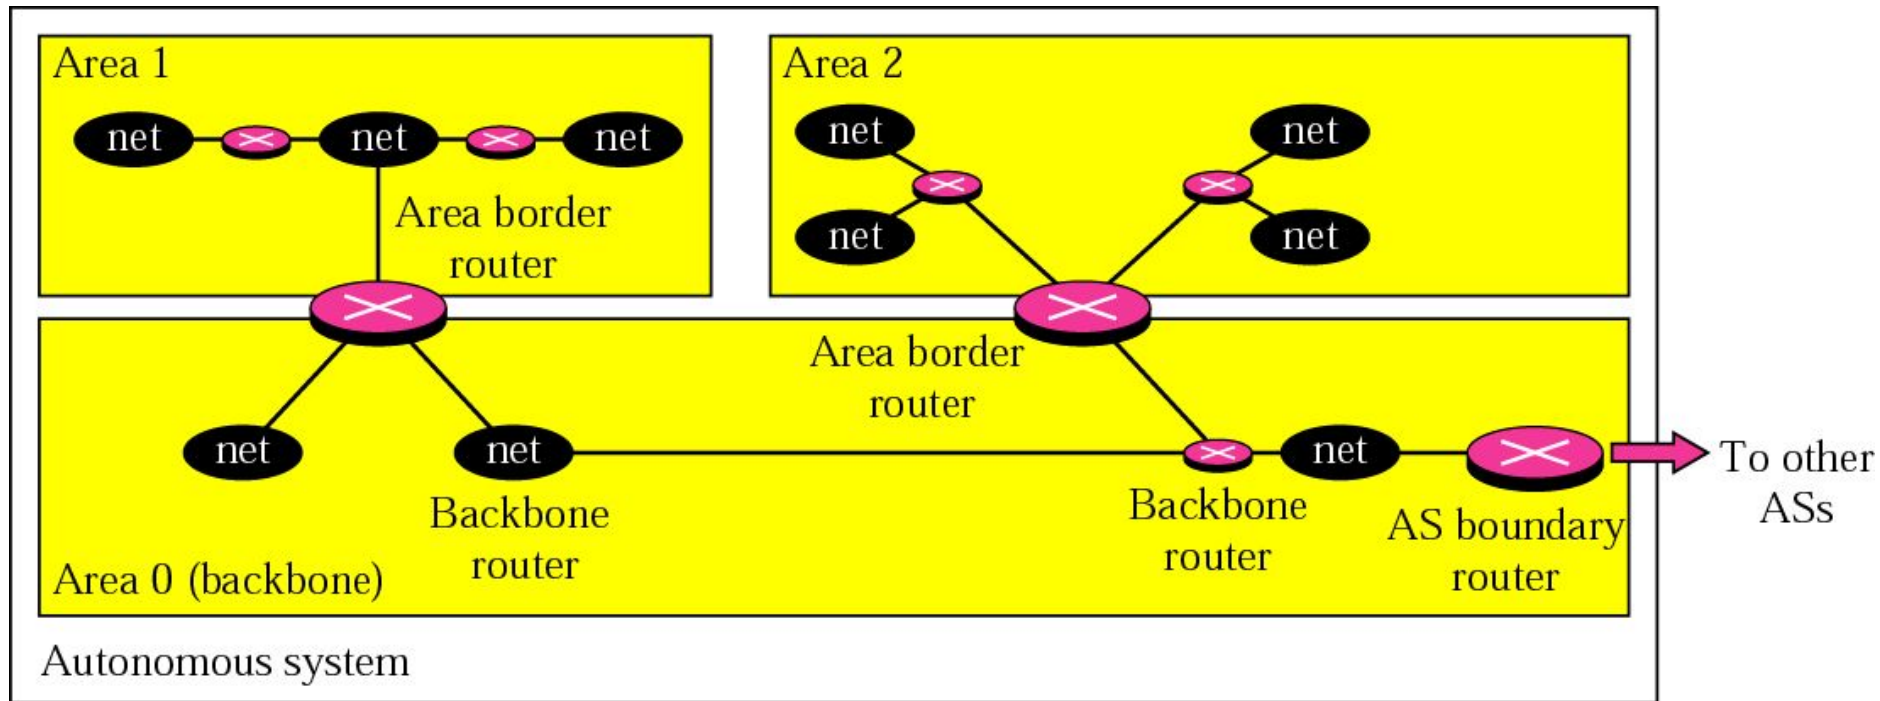 Area 1
net
net
net
Area border
router
Area 2
net
net
net
net
Area border
router
net
net
Backbone
router
net
Backbone
router
AS boundary
router
To other
ASs
Area 0 (backbone)
Autonomous system